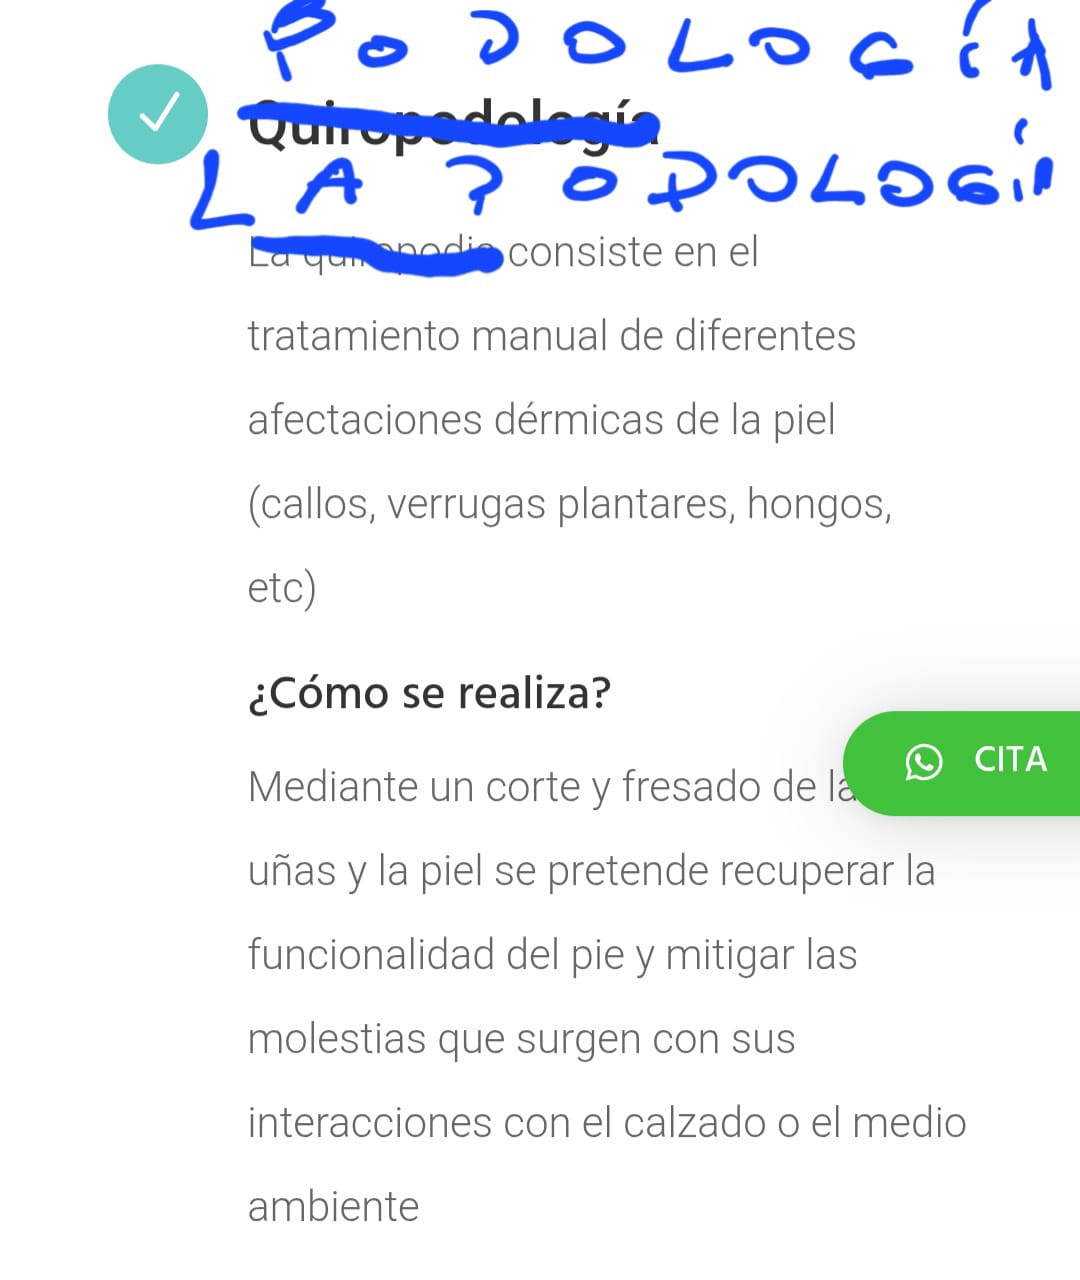 PODOLOGÍA
Quiropodología
LA PODOLOGÍA
La quiropodia consiste en el
tratamiento manual de diferentes
afectaciones dérmicas de la piel
(callos, verrugas plantares, hongos,
etc)
¿Cómo se realiza?
Mediante un corte y fresado de la
CITA
uñas y la piel se pretende recuperar la
funcionalidad del pie y mitigar las
molestias que surgen con sus
interacciones con el calzado o el medio
ambiente